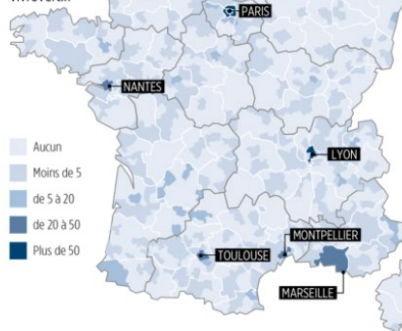 PARIS
NANTES
Aucun
Moins de 5
de 5 à 20
de 20 à 50
Plus de 50
LYON
MONTPELLIER
TOULOUSE
MARSEILLE